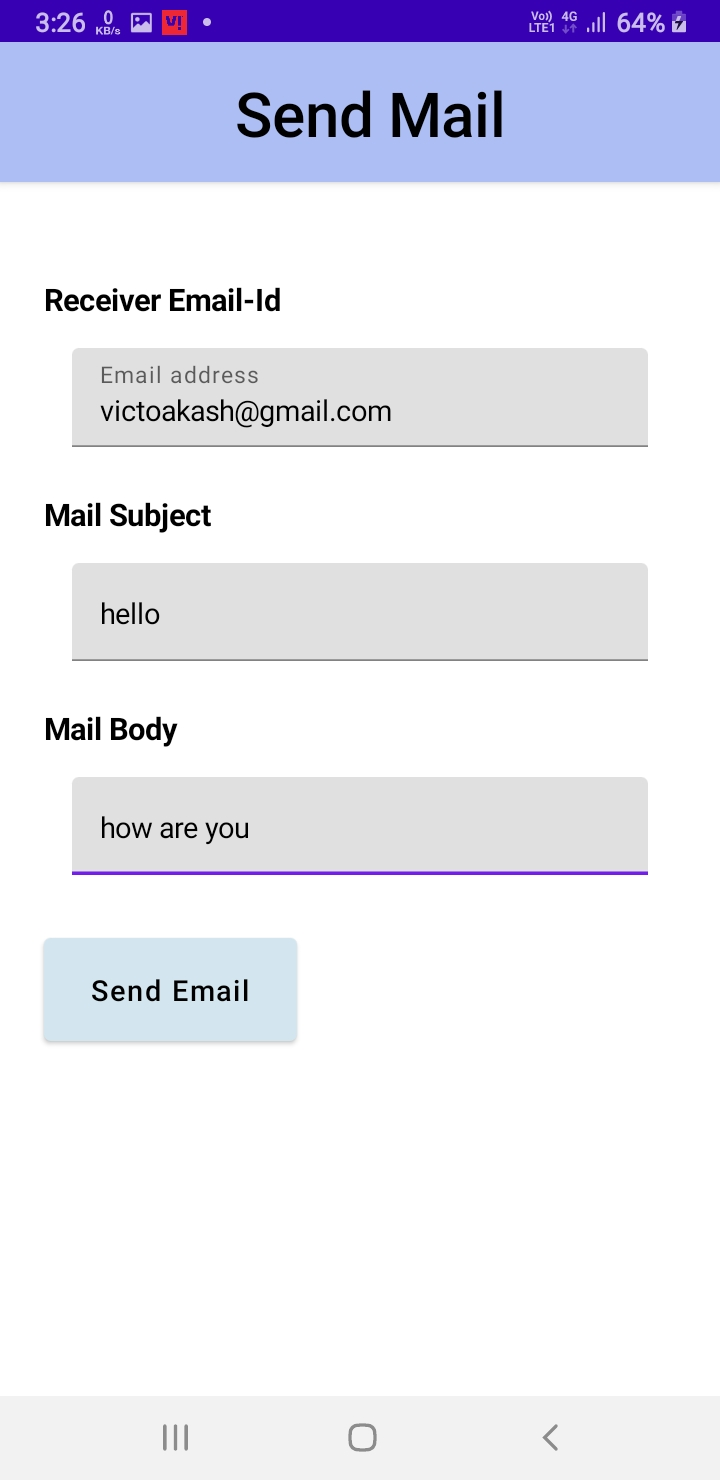 3:26 0 KB/s V! Vo)) LTE1 4G 64%
Send Mail
Receiver Email-Id
Email address
victoakash@gmail.com
Mail Subject
hello
Mail Body
how are you
Send Email